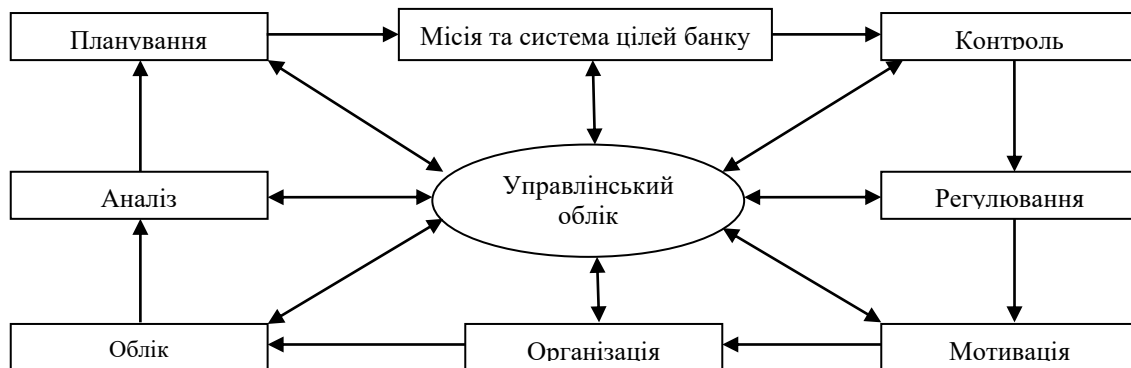 Планування
Місія та система цілей банку
Контроль
Управлінський
облік
Аналіз
Регулювання
Облік
Організація
Мотивація